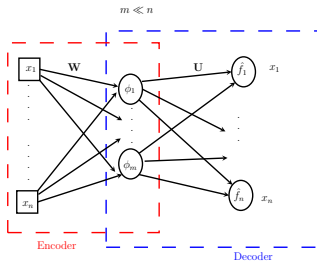 m ≪ n
x₁ W ϕ₁ U f̂₁ x₁
xₙ ϕₘ f̂ₙ xₙ
Encoder
Decoder